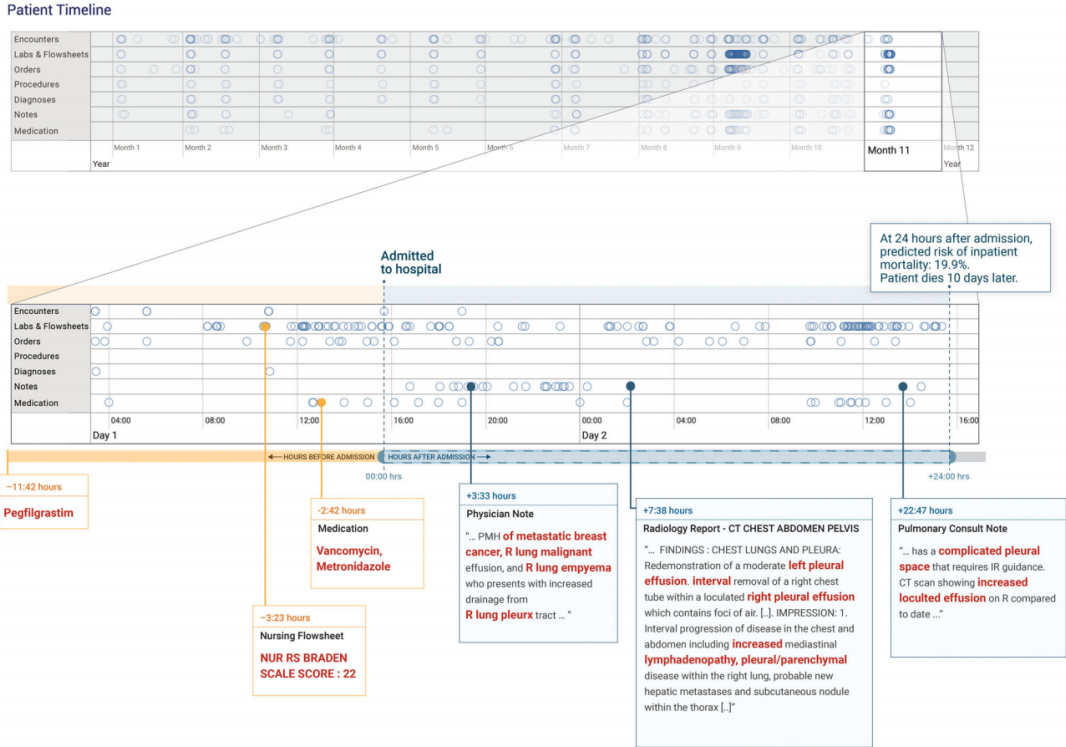 Patient Timeline
Encounters
Labs & Flowsheets
Orders
Procedures
Diagnoses
Notes
Medication
Month 1
Month 2
Month 3
Month 4
Month 5
Month 6
Month 7
Month 8
Month 9
Month 10
Month 11
Month 12
Year
Year
At 24 hours after admission,
predicted risk of inpatient
mortality: 19.9%.
Patient dies 10 days later.
Admitted
to hospital
Encounters
Labs & Flowsheets
Orders
Procedures
Diagnoses
Notes
Medication
04:00
08:00
12:00
16:00
20:00
00:00
04:00
08:00
12:00
16:00
Day 1
Day 2
HOURS BEFORE ADMISSION
HOURS AFTER ADMISSION
00:00 hrs
+24:00 hrs
−11:42 hours
Pegfilgrastim
-2:42 hours
Medication
Vancomycin,
Metronidazole
−3:23 hours
Nursing Flowsheet
NUR RS BRADEN
SCALE SCORE : 22
+3:33 hours
Physician Note
“... PMH of metastatic breast
cancer, R lung malignant
effusion, and R lung empyema
who presents with increased
drainage from
R lung pleurx tract ...”
+7:38 hours
Radiology Report - CT CHEST ABDOMEN PELVIS
“... FINDINGS : CHEST LUNGS AND PLEURA:
Redemonstration of a moderate left pleural
effusion. interval removal of a right chest
tube within a loculated right pleural effusion
which contains foci of air. [..]. IMPRESSION: 1.
Interval progression of disease in the chest and
abdomen including increased mediastinal
lymphadenopathy, pleural/parenchymal
disease within the right lung, probable new
hepatic metastases and subcutaneous nodule
within the thorax [..]”
+22:47 hours
Pulmonary Consult Note
“... has a complicated pleural
space that requires IR guidance.
CT scan showing increased
loculted effusion on R compared
to date ...”